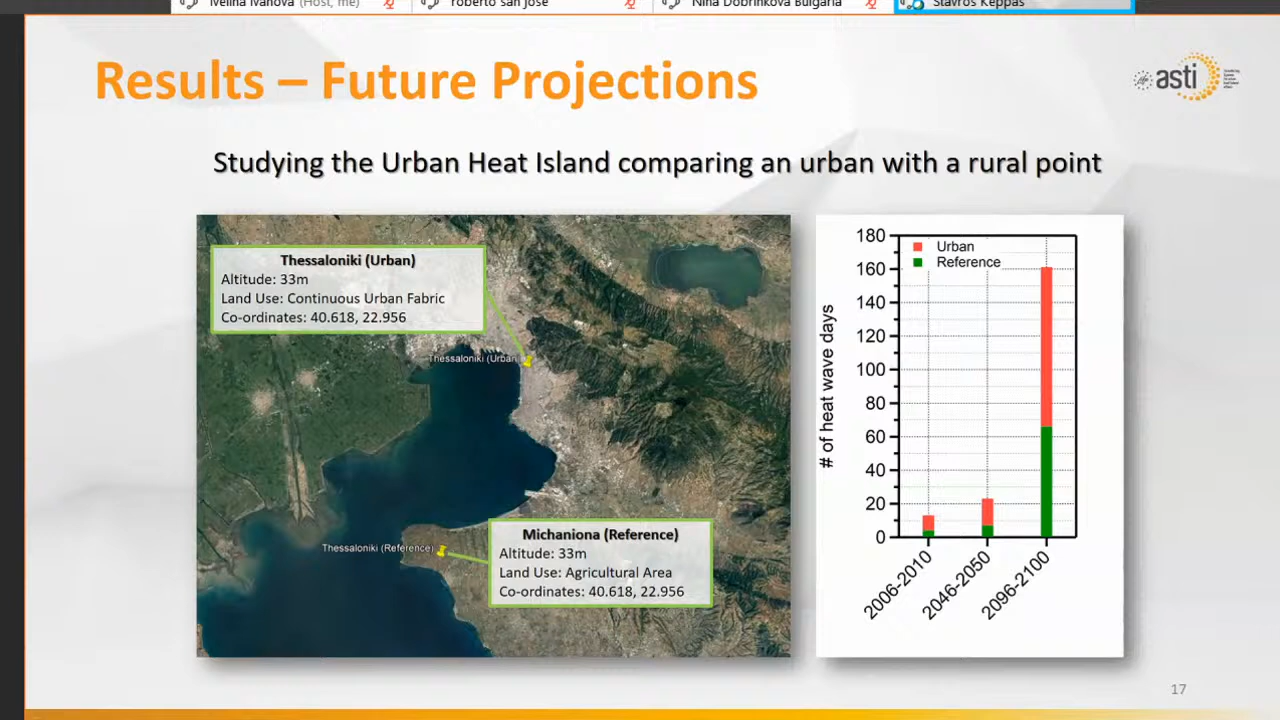 Ivelina Ivanova (Host, me)
roberto san jose
Nina Dobrinkova Bulgaria
Stavros Keppas
Results – Future Projections
asti
Studying the Urban Heat Island comparing an urban with a rural point
Thessaloniki (Urban)
Altitude: 33m
Land Use: Continuous Urban Fabric
Co-ordinates: 40.618, 22.956
Thessaloniki (Urban)
Thessaloniki (Reference)
Michaniona (Reference)
Altitude: 33m
Land Use: Agricultural Area
Co-ordinates: 40.618, 22.956
# of heat wave days
180
160
140
120
100
80
60
40
20
0
Urban
Reference
2006-2010
2046-2050
2096-2100
17